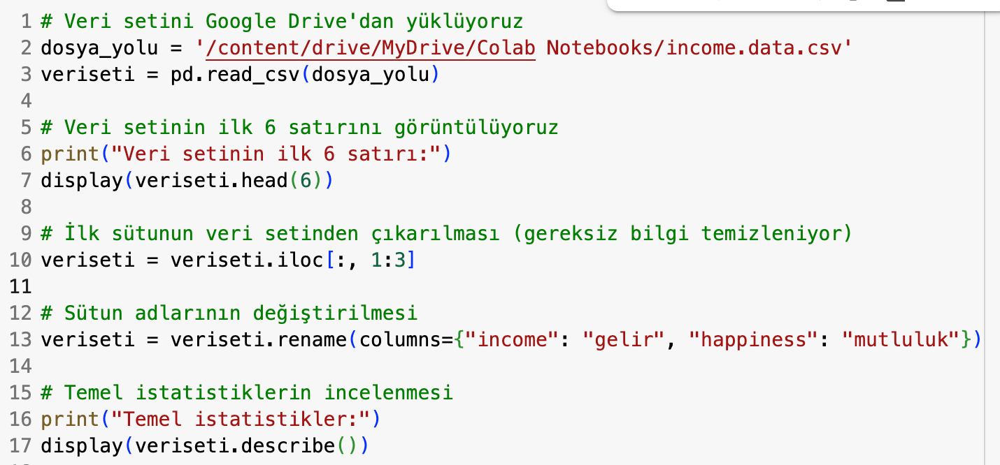 1 # Veri setini Google Drive'dan yüklüyoruz
2 dosya_yolu = '/content/drive/MyDrive/Colab Notebooks/income.data.csv'
3 veriseti = pd.read_csv(dosya_yolu)
4
5 # Veri setinin ilk 6 satırını görüntülüyoruz
6 print("Veri setinin ilk 6 satırı:")
7 display(veriseti.head(6))
8
9 # İlk sütunun veri setinden çıkarılması (gereksiz bilgi temizleniyor)
10 veriseti = veriseti.iloc[:, 1:3]
11
12 # Sütun adlarının değiştirilmesi
13 veriseti = veriseti.rename(columns={"income": "gelir", "happiness": "mutluluk"})
14
15 # Temel istatistiklerin incelenmesi
16 print("Temel istatistikler:")
17 display(veriseti.describe())